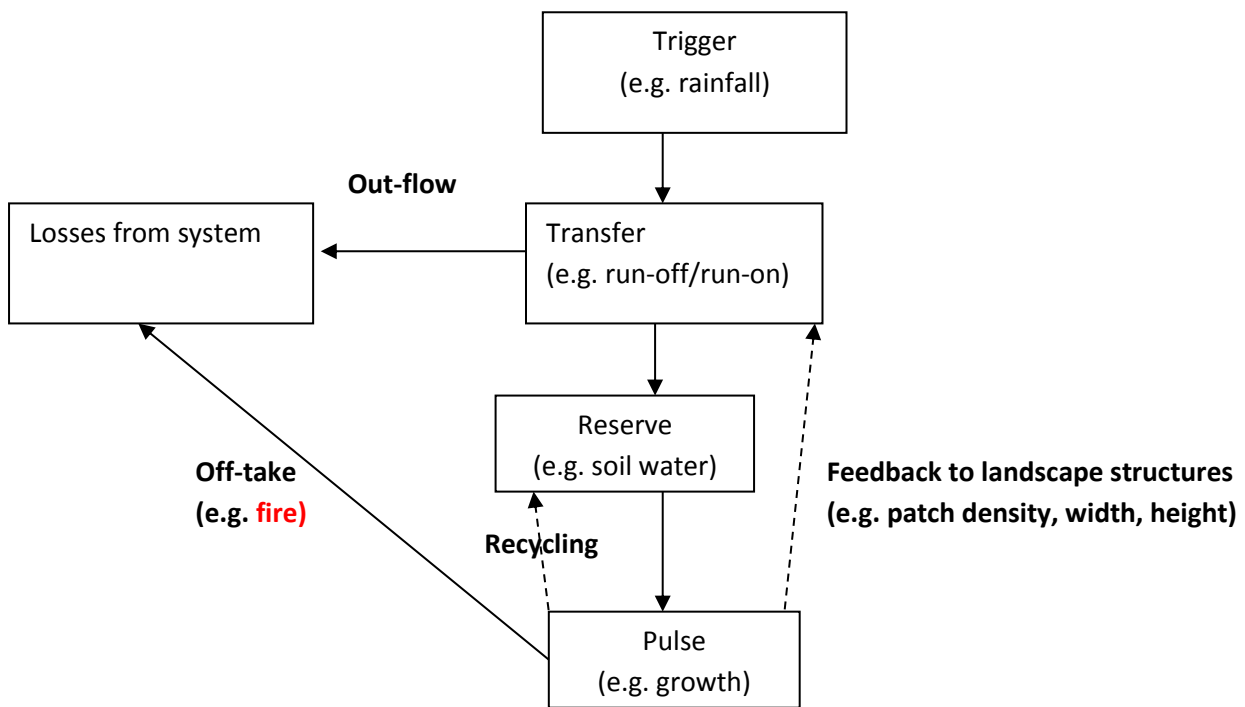 Trigger
(e.g. rainfall)
Out-flow
Losses from system
Transfer
(e.g. run-off/run-on)
Reserve
(e.g. soil water)
Off-take
(e.g. fire)
Feedback to landscape structures
(e.g. patch density, width, height)
Recycling
Pulse
(e.g. growth)